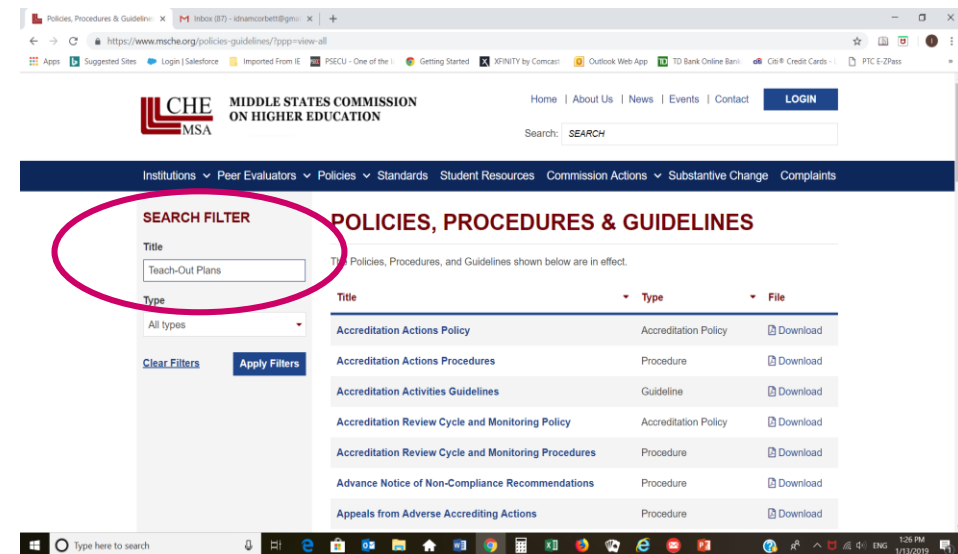 Policies, Procedures & Guideline
Inbox (87) - idnamcorbett@gmai
https://www.msche.org/policies-guidelines/?ppp=view-all
Apps Suggested Sites Login | Salesforce Imported From IE PSECU - One of the Getting Started XFINITY by Comcast Outlook Web App TD Bank Online Bank Citi® Credit Cards - PTC E-ZPass
CHE
MSA
MIDDLE STATES COMMISSION
ON HIGHER EDUCATION
Home | About Us | News | Events | Contact LOGIN
Search: SEARCH
Institutions Peer Evaluators Policies Standards Student Resources Commission Actions Substantive Change Complaints
SEARCH FILTER
Title
Teach-Out Plans
Type
All types
Clear Filters Apply Filters
POLICIES, PROCEDURES & GUIDELINES
The Policies, Procedures, and Guidelines shown below are in effect.
Title Type File
Accreditation Actions Policy Accreditation Policy Download
Accreditation Actions Procedures Procedure Download
Accreditation Activities Guidelines Guideline Download
Accreditation Review Cycle and Monitoring Policy Accreditation Policy Download
Accreditation Review Cycle and Monitoring Procedures Procedure Download
Advance Notice of Non-Compliance Recommendations Procedure Download
Appeals from Adverse Accrediting Actions Procedure Download
Type here to search
ENG
1:26 PM
1/13/2019